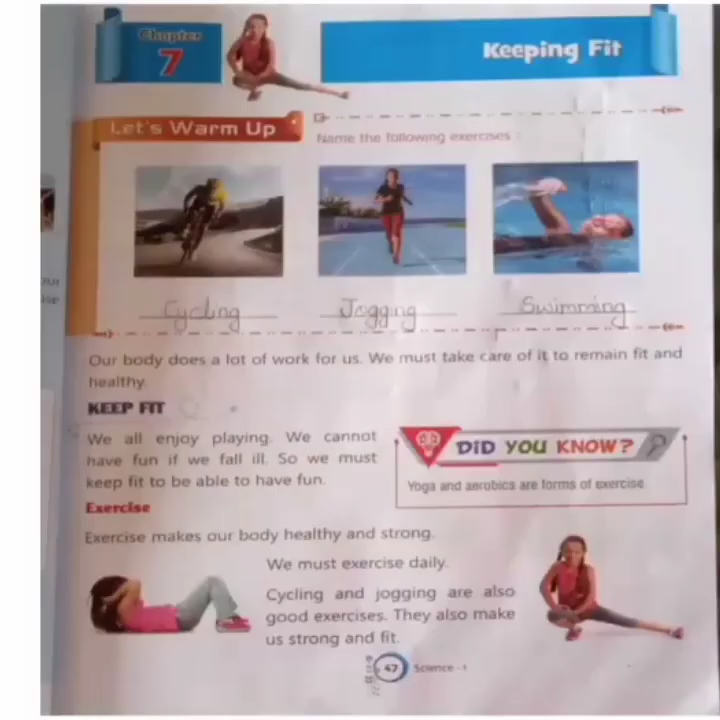 Chapter
7
Keeping Fit
Let's Warm Up
Name the following exercises :
Cycling
Jogging
Swimming
Our body does a lot of work for us. We must take care of it to remain fit and
healthy.
KEEP FIT
We all enjoy playing. We cannot
have fun if we fall ill. So we must
keep fit to be able to have fun.
DID YOU KNOW?
Yoga and aerobics are forms of exercise.
Exercise
Exercise makes our body healthy and strong.
We must exercise daily.
Cycling and jogging are also
good exercises. They also make
us strong and fit.
47
Science - 1